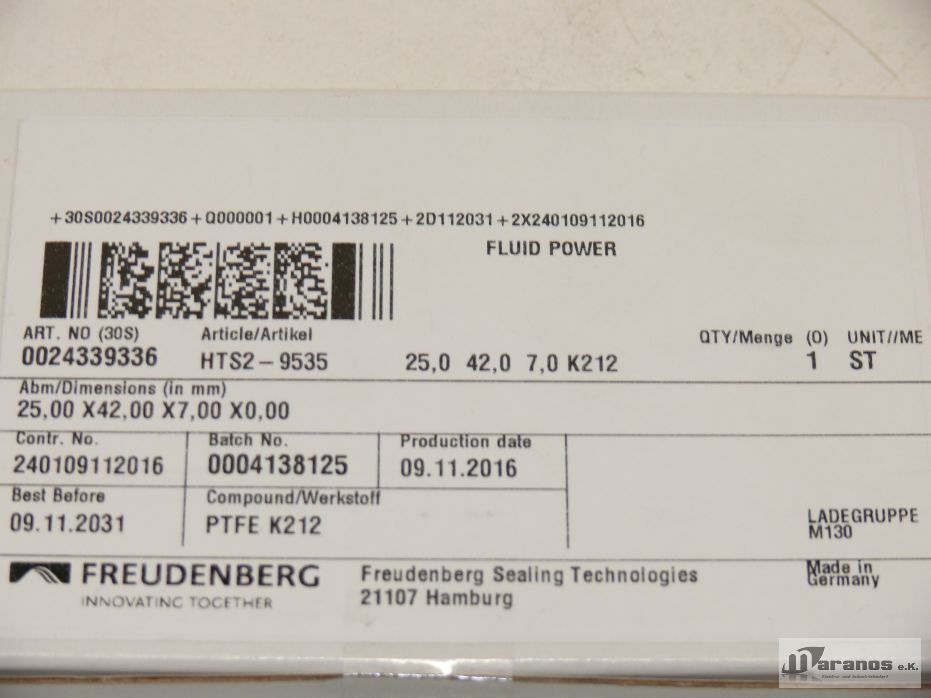 +30S0024339336+Q000001+H0004138125+2D112031+2X240109112016
FLUID POWER
ART. NO (30S) Article/Artikel QTY/Menge (Q) UNIT//ME
0024339336 HTS2-9535 25,0 42,0 7,0 K212 1 ST
Abm/Dimensions (in mm)
25,00 X42,00 X7,00 X0,00
Contr. No. Batch No. Production date
240109112016 0004138125 09.11.2016
Best Before Compound/Werkstoff
09.11.2031 PTFE K212
LADEGRUPPE
M130
FREUDENBERG
INNOVATING TOGETHER
Freudenberg Sealing Technologies
21107 Hamburg
Made in
Germany
Maranos e.K.
Elektro- und Industriebedarf